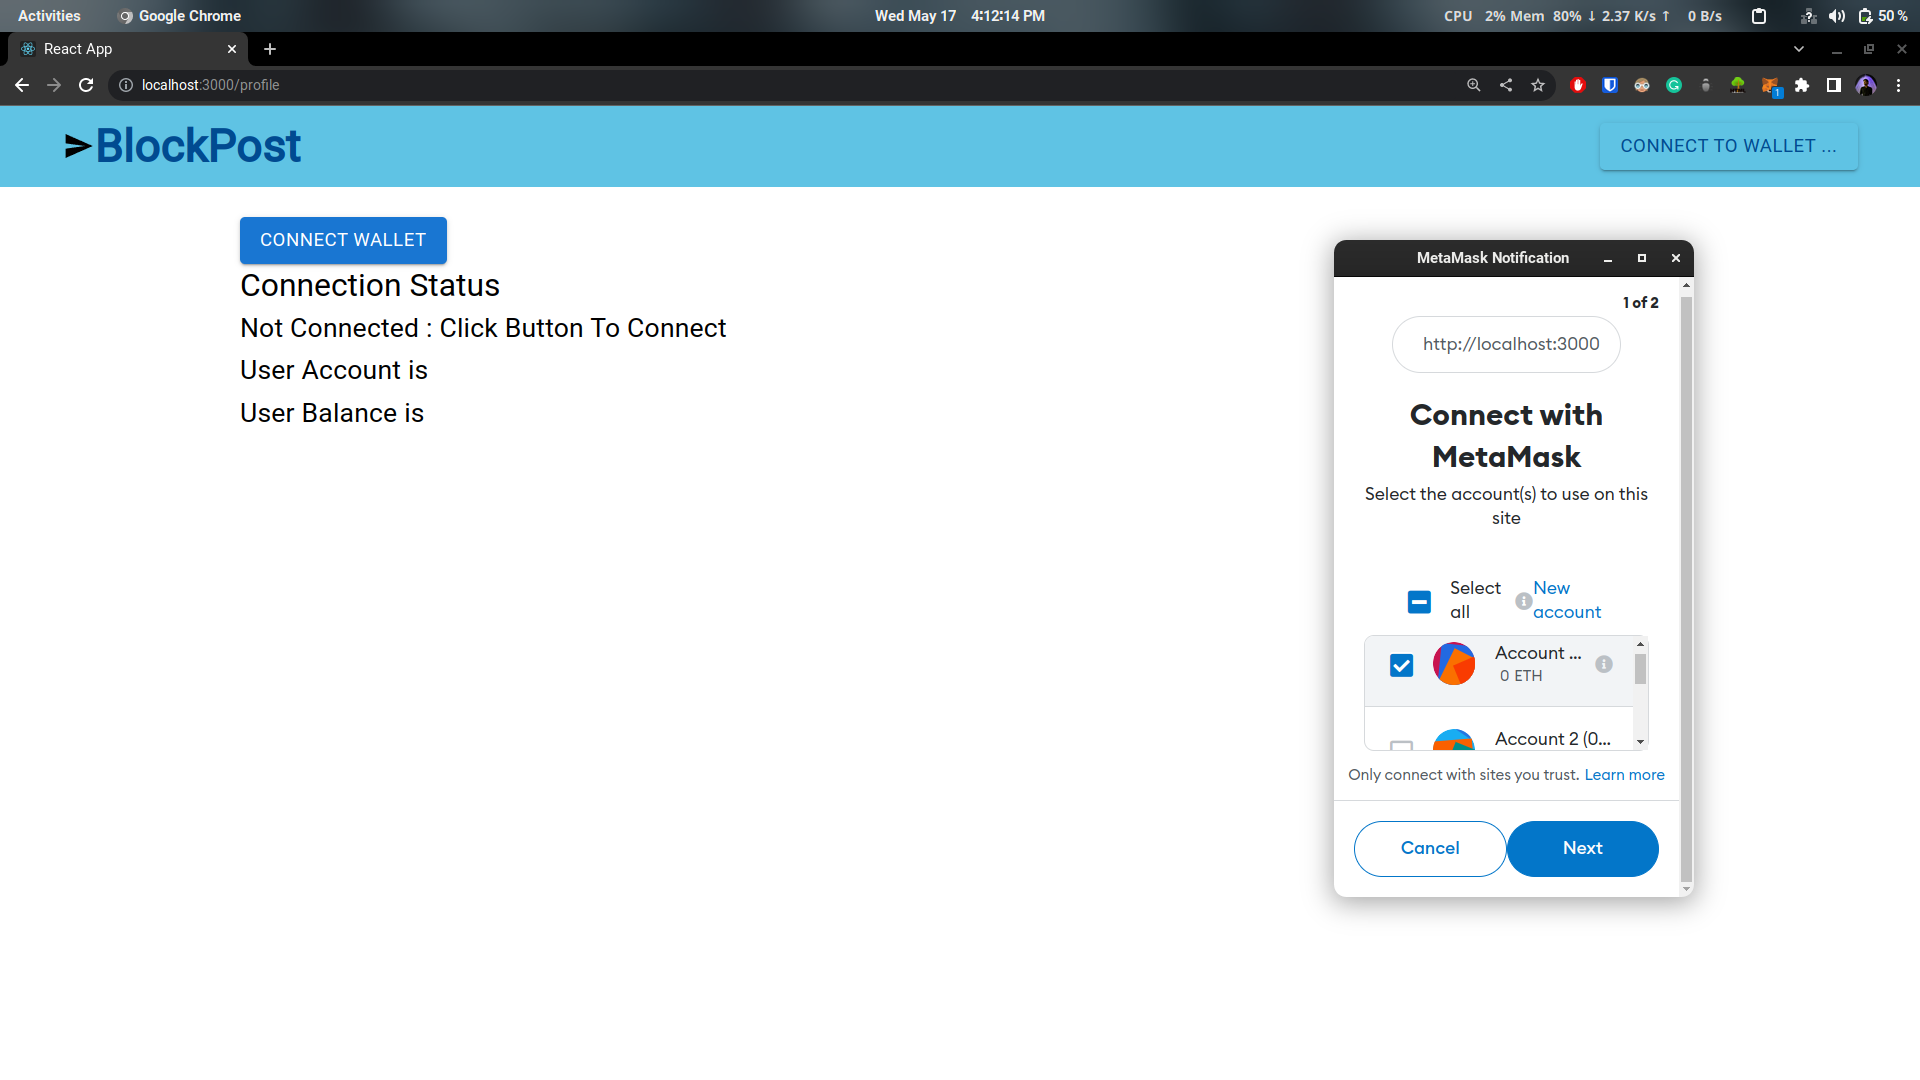 Activities Google Chrome Wed May 17 4:12:14 PM CPU 2% Mem 80% ↓ 2.37 K/s ↑ 0 B/s 50 %
React App
localhost:3000/profile
1
BlockPost
CONNECT TO WALLET ...
CONNECT WALLET
Connection Status
Not Connected : Click Button To Connect
User Account is
User Balance is
MetaMask Notification
1 of 2
http://localhost:3000
Connect with
MetaMask
Select the account(s) to use on this
site
Select
all
New
account
Account ...
0 ETH
Account 2 (0...
Only connect with sites you trust. Learn more
Cancel
Next